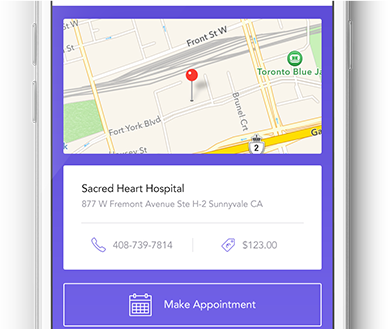 Front St W
Toronto Blue Ja
Brunel Crt
Fort York Blvd
Ga
2
Sacred Heart Hospital
877 W Fremont Avenue Ste H-2 Sunnyvale CA
408-739-7814
$123.00
Make Appointment